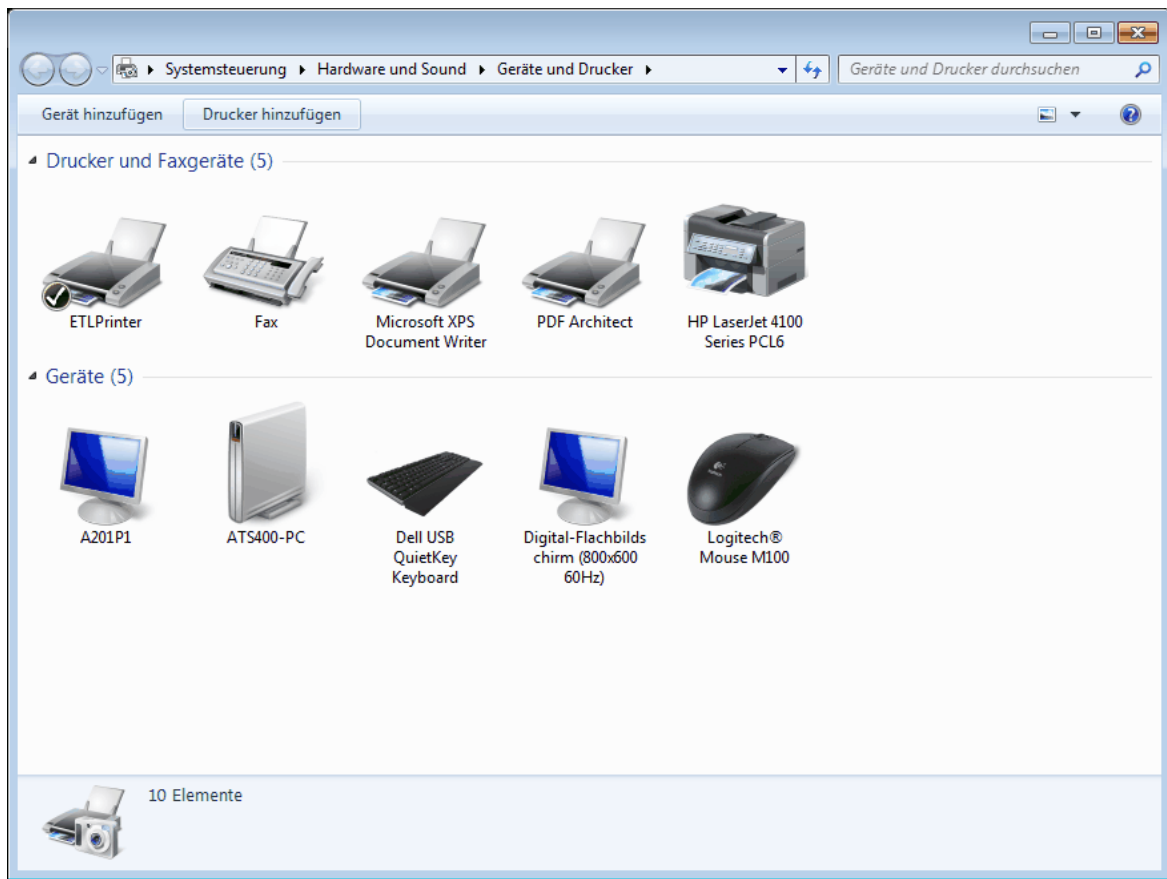 Systemsteuerung Hardware und Sound Geräte und Drucker
Geräte und Drucker durchsuchen
Gerät hinzufügen Drucker hinzufügen
Drucker und Faxgeräte (5)
ETLPrinter
Fax
Microsoft XPS
Document Writer
PDF Architect
HP LaserJet 4100
Series PCL6
Geräte (5)
A201P1
ATS400-PC
Dell USB
QuietKey
Keyboard
Digital-Flachbilds
chirm (800x600
60Hz)
Logitech®
Mouse M100
10 Elemente